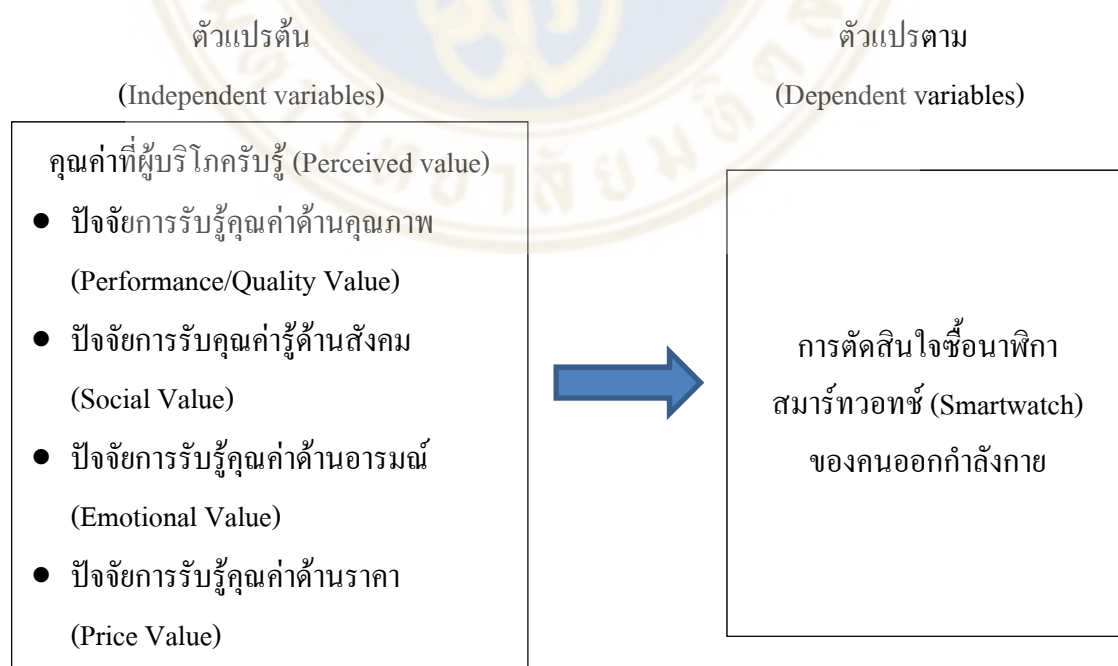 ตัวแปรต้น
(Independent variables)
คุณค่าที่ผู้บริโภครับรู้ (Perceived value)
● ปัจจัยการรับรู้คุณค่าด้านคุณภาพ
(Performance/Quality Value)
● ปัจจัยการรับคุณค่ารู้ด้านสังคม
(Social Value)
● ปัจจัยการรับรู้คุณค่าด้านอารมณ์
(Emotional Value)
● ปัจจัยการรับรู้คุณค่าด้านราคา
(Price Value)
ตัวแปรตาม
(Dependent variables)
การตัดสินใจซื้อนาฬิกา
สมาร์ทวอทช์ (Smartwatch)
ของคนออกกำลังกาย